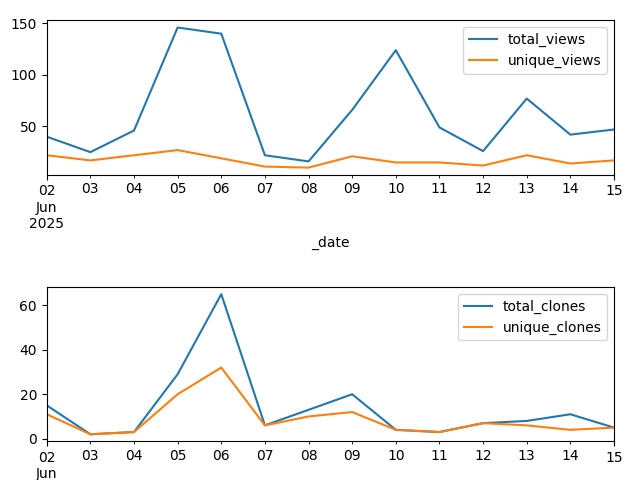 150
total_views
unique_views
100
50
02 03 04 05 06 07 08 09 10 11 12 13 14 15
Jun
2025
_date
60
total_clones
unique_clones
40
20
0
02 03 04 05 06 07 08 09 10 11 12 13 14 15
Jun